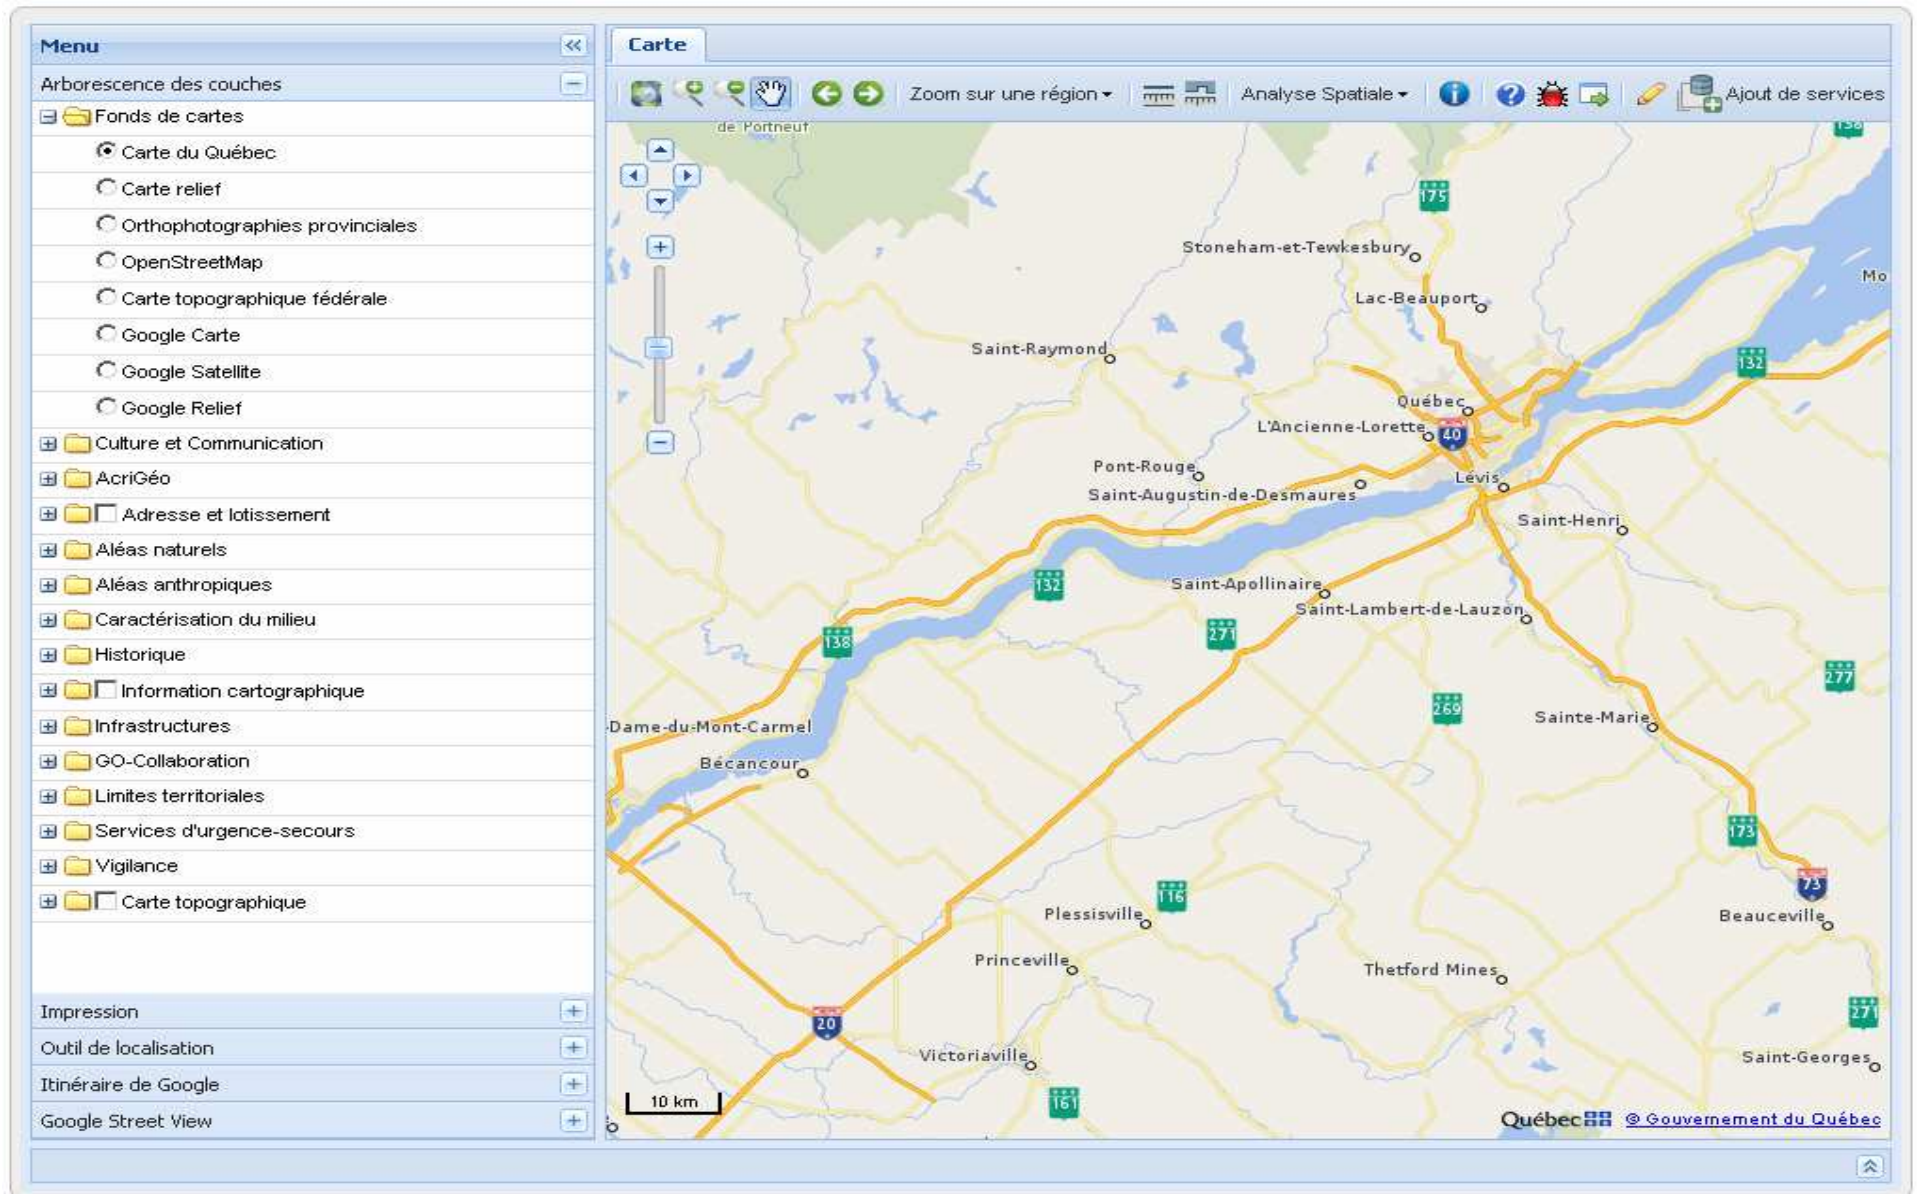 Menu
Arborescence des couches
Fonds de cartes
Carte du Québec
Carte relief
Orthophotographies provinciales
OpenStreetMap
Carte topographique fédérale
Google Carte
Google Satellite
Google Relief
Culture et Communication
AcriGéo
Adresse et lotissement
Aléas naturels
Aléas anthropiques
Caractérisation du milieu
Historique
Information cartographique
Infrastructures
GO-Collaboration
Limites territoriales
Services d'urgence-secours
Vigilance
Carte topographique
Impression
Outil de localisation
Itinéraire de Google
Google Street View
Carte
Zoom sur une région
Analyse Spatiale
Ajout de services
de Portneuf
138
175
Stoneham-et-Tewkesbury
Mo
Lac-Beauport
Saint-Raymond
132
Québec
L'Ancienne-Lorette
40
Pont-Rouge
Lévis
Saint-Augustin-de-Desmaures
Saint-Henri
132
Saint-Apollinaire
Saint-Lambert-de-Lauzon
271
138
277
269
Sainte-Marie
-Dame-du-Mont-Carmel
Bécancour
173
73
116
Plessisville
Beauceville
Princeville
Thetford Mines
271
20
Victoriaville
Saint-Georges
10 km
161
Québec
© Gouvernement du Québec